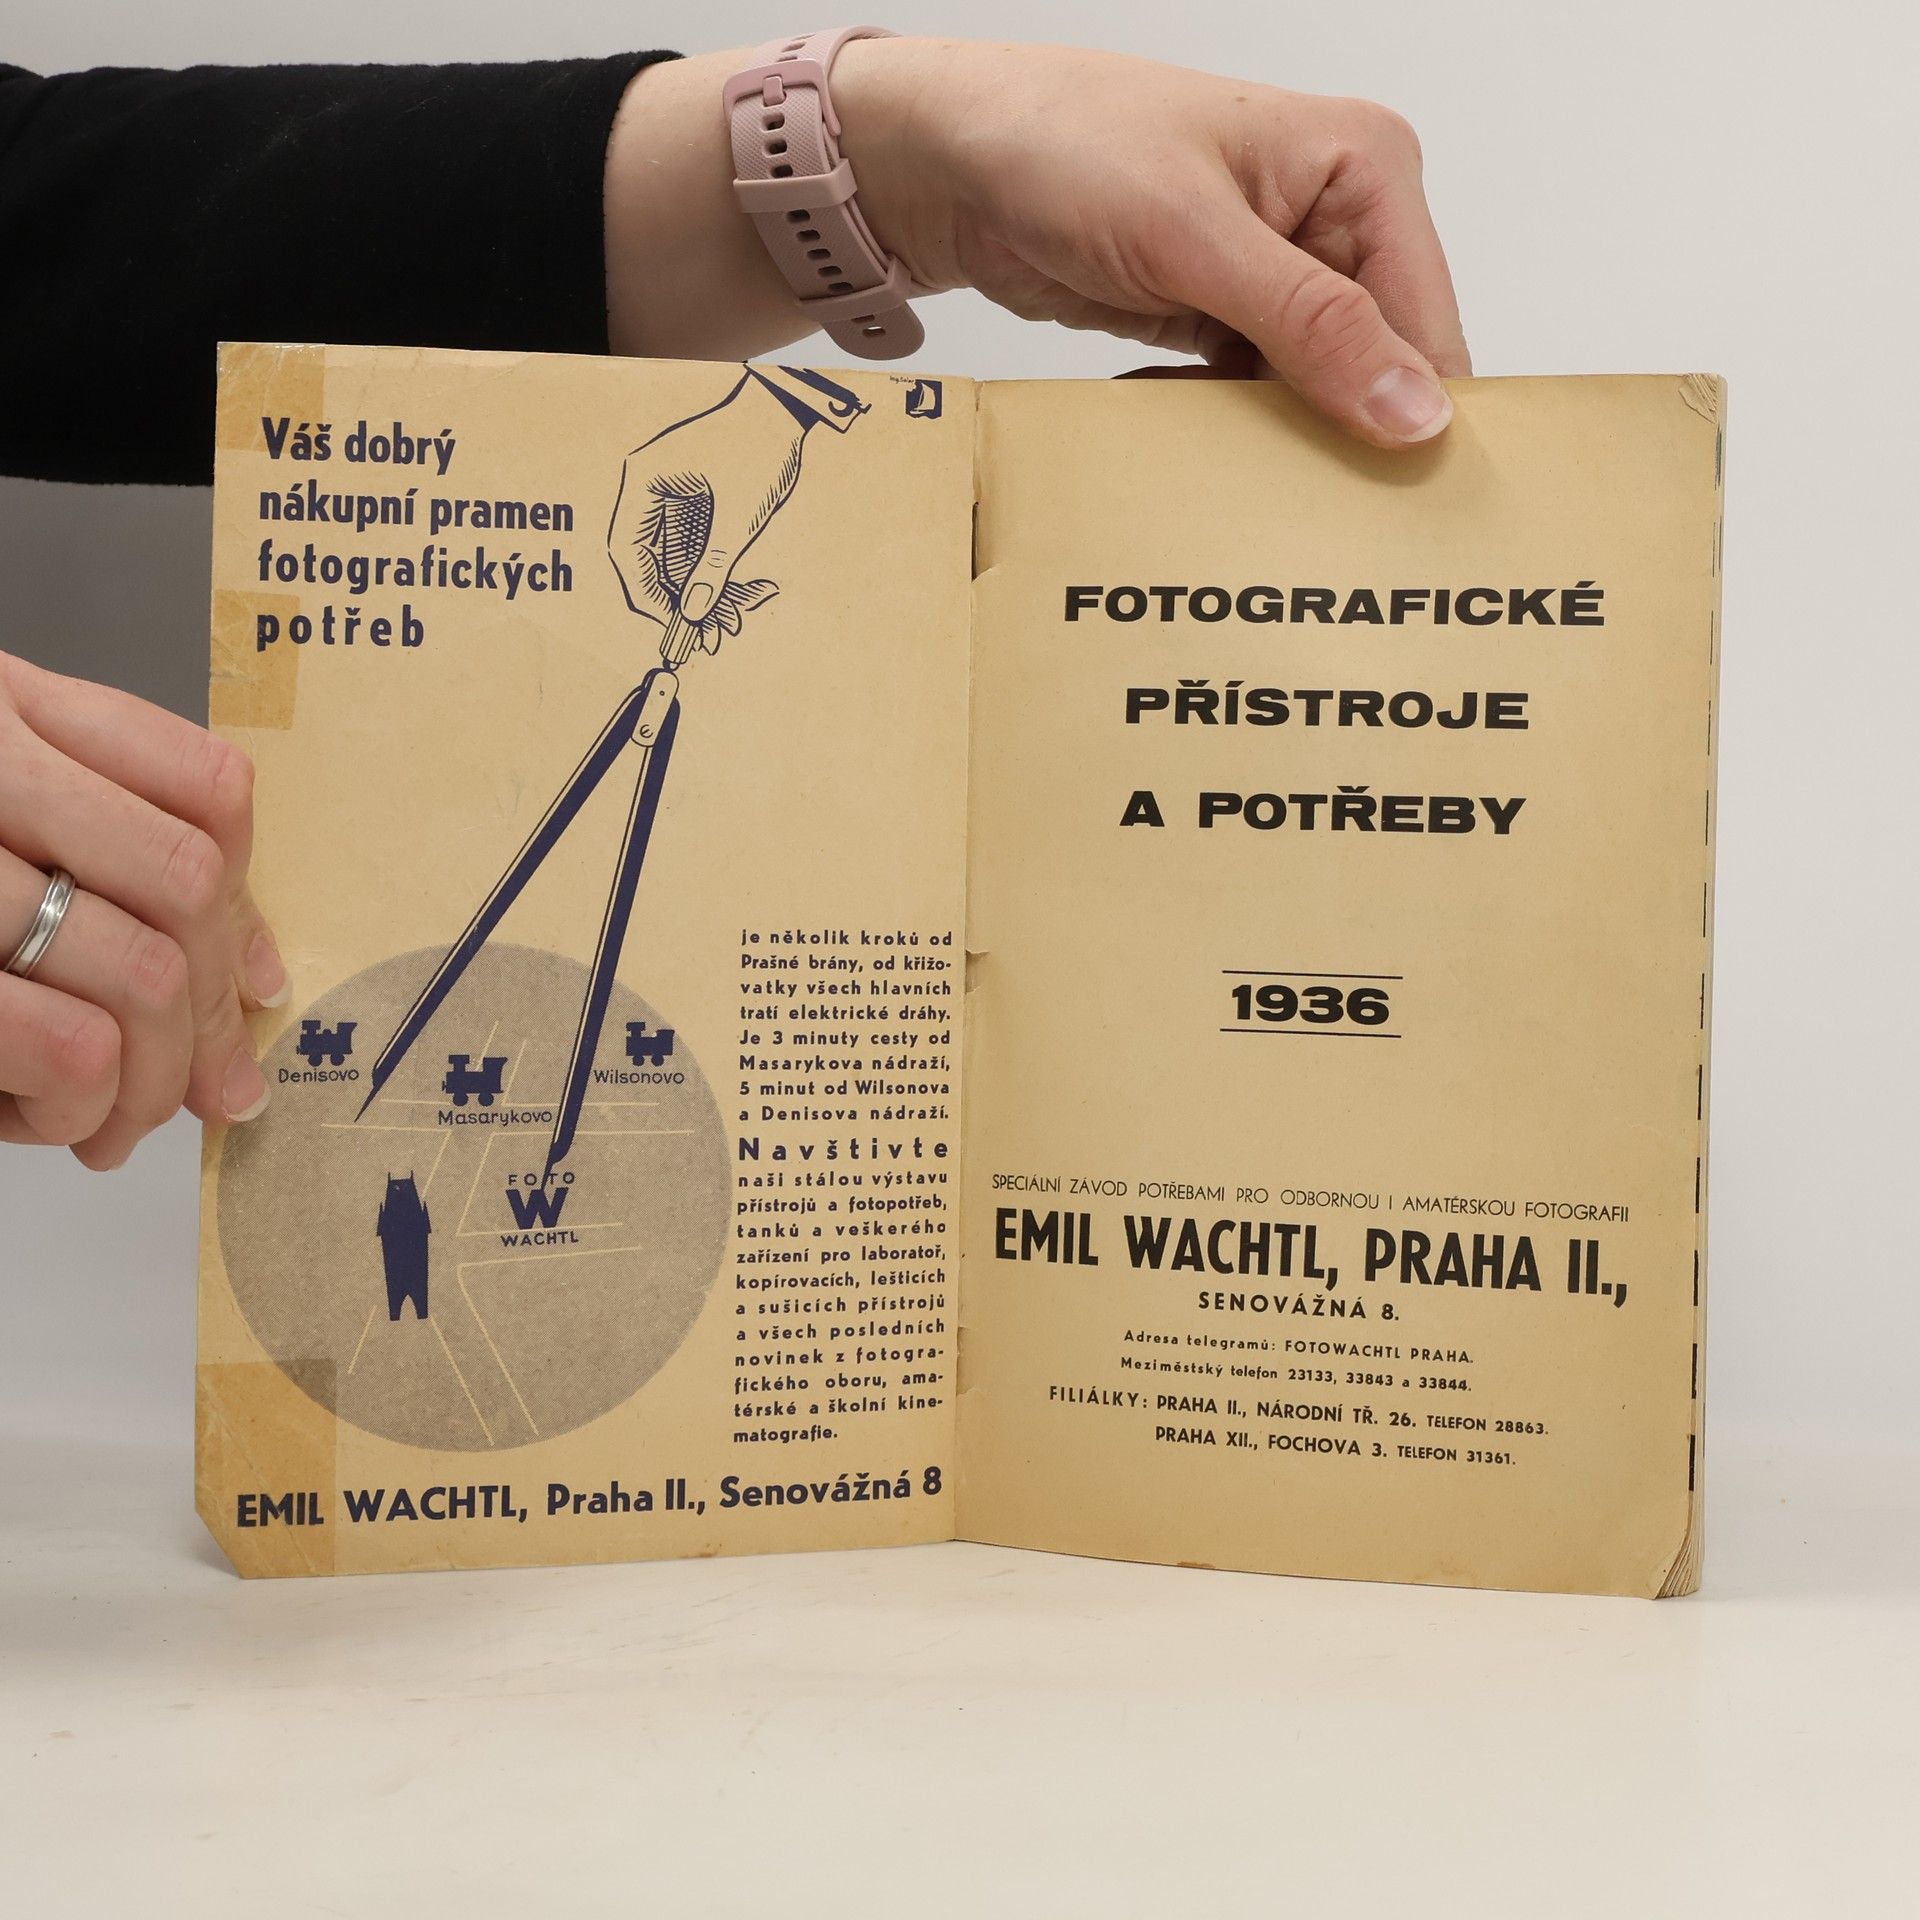 Váš dobrý
nákupní pramen
fotografických
potřeb
Denisovo
Masarykovo
Wilsonovo
FOTO
W
WACHTL
je několik kroků od
Prašné brány, od křižo-
vatky všech hlavních
tratí elektrické dráhy.
Je 3 minuty cesty od
Masarykova nádraží,
5 minut od Wilsonova
a Denisova nádraží.
Navštivte
naši stálou výstavu
přístrojů a fotopotřeb,
tanků a veškerého
zařízení pro laboratoř,
kopírovacích, lešticích
a sušicích přístrojů
a všech posledních
novinek z fotogra-
fického oboru, ama-
térské a školní kine-
matografie.
EMIL WACHTL, Praha II., Senovážná 8
FOTOGRAFICKÉ
PŘÍSTROJE
A POTŘEBY
1936
SPECIÁLNÍ ZÁVOD POTŘEBAMI PRO ODBORNOU I AMATÉRSKOU FOTOGRAFII
EMIL WACHTL, PRAHA II.,
SENOVÁŽNÁ 8.
Adresa telegramů: FOTOWACHTL PRAHA.
Meziměstský telefon 23133, 33843 a 33844.
FILIÁLKY: PRAHA II., NÁRODNÍ TŘ. 26. TELEFON 28863.
PRAHA XII., FOCHOVA 3. TELEFON 31361.